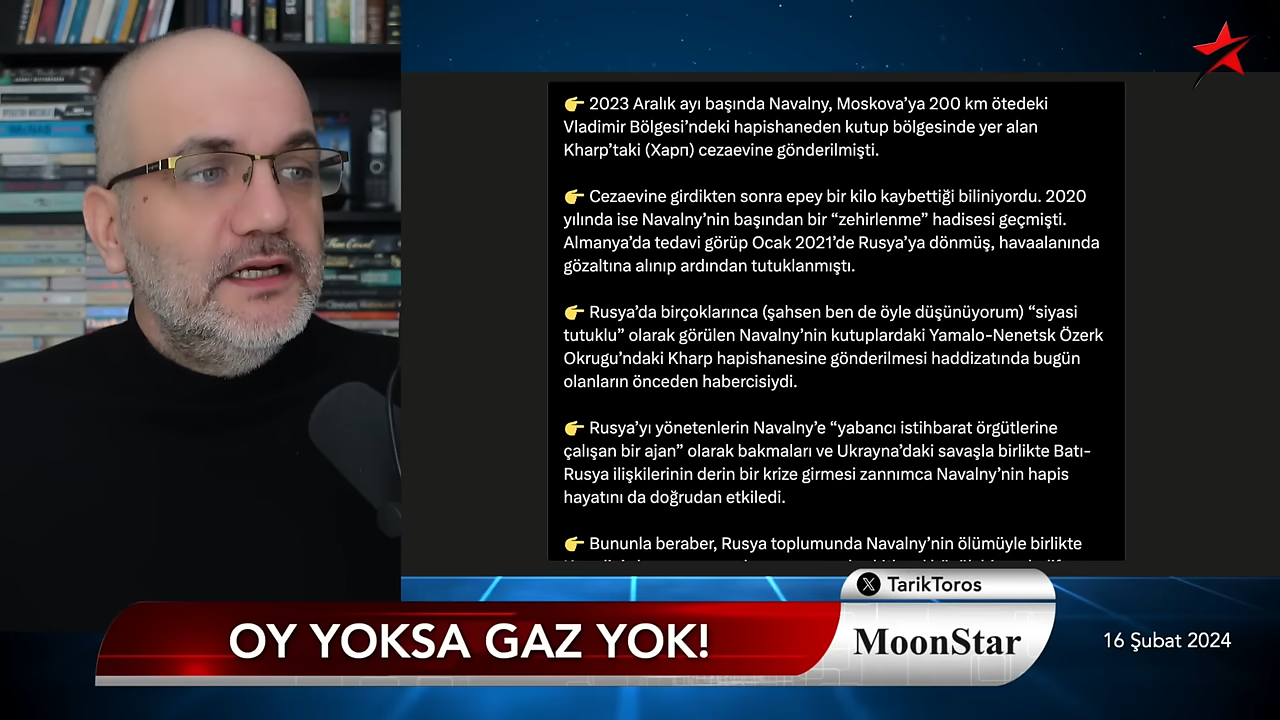 👉 2023 Aralık ayı başında Navalny, Moskova’ya 200 km ötedeki
Vladimir Bölgesi’ndeki hapishaneden kutup bölgesinde yer alan
Kharp’taki (Харп) cezaevine gönderilmişti.
👉 Cezaevine girdikten sonra epey bir kilo kaybettiği biliniyordu. 2020
yılında ise Navalny’nin başından bir “zehirlenme” hadisesi geçmişti.
Almanya’da tedavi görüp Ocak 2021’de Rusya’ya dönmüş, havaalanında
gözaltına alınıp ardından tutuklanmıştı.
👉 Rusya’da birçoklarınca (şahsen ben de öyle düşünüyorum) “siyasi
tutuklu” olarak görülen Navalny’nin kutuplardaki Yamalo-Nenetsk Özerk
Okrugu’ndaki Kharp hapishanesine gönderilmesi haddizatında bugün
olanların önceden habercisiydi.
👉 Rusya’yı yönetenlerin Navalny’e “yabancı istihbarat örgütlerine
çalışan bir ajan” olarak bakmaları ve Ukrayna’daki savaşla birlikte Batı-
Rusya ilişkilerinin derin bir krize girmesi zannımca Navalny’nin hapis
hayatını da doğrudan etkiledi.
👉 Bununla beraber, Rusya toplumunda Navalny’nin ölümüyle birlikte
TarikToros
OY YOKSA GAZ YOK!
MoonStar
16 Şubat 2024